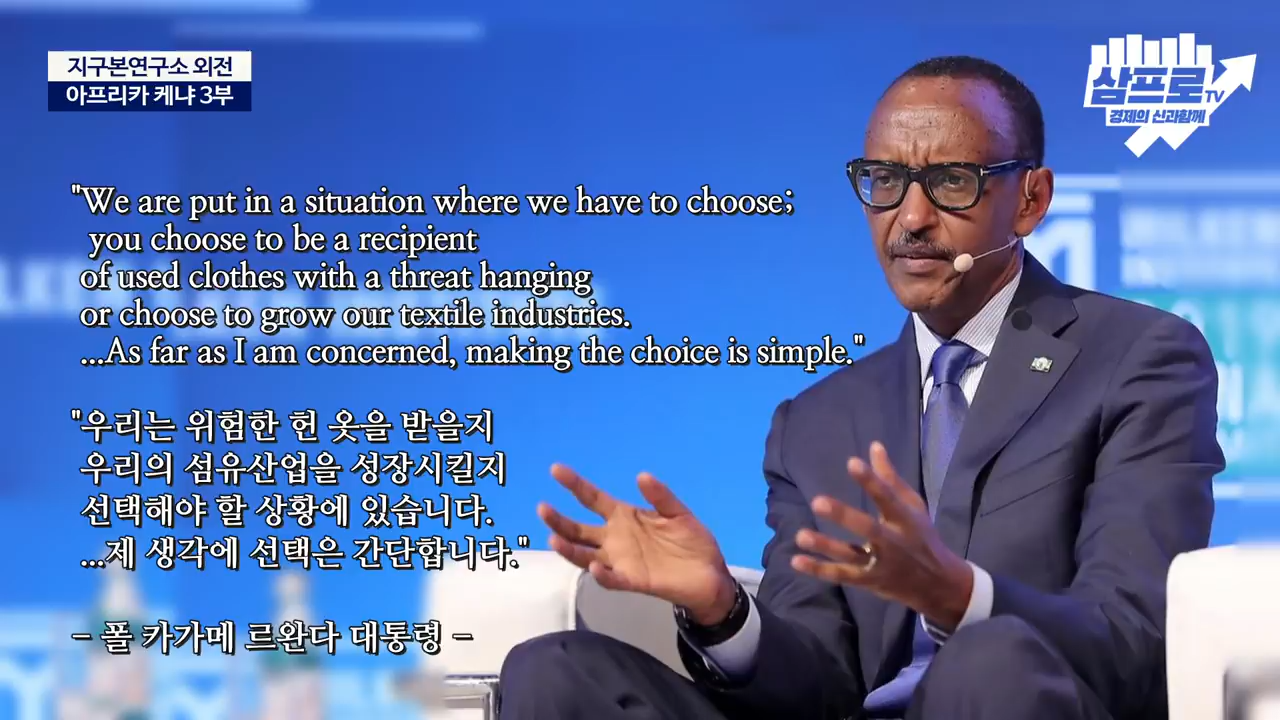 지구본연구소 외전
아프리카 케냐 3부
삼프로TV
경제의 신과함께
"We are put in a situation where we have to choose;
you choose to be a recipient
of used clothes with a threat hanging
or choose to grow our textile industries.
...As far as I am concerned, making the choice is simple."
"우리는 위험한 헌 옷을 받을지
우리의 섬유산업을 성장시킬지
선택해야 할 상황에 있습니다.
...제 생각에 선택은 간단합니다."
- 폴 카가메 르완다 대통령 -